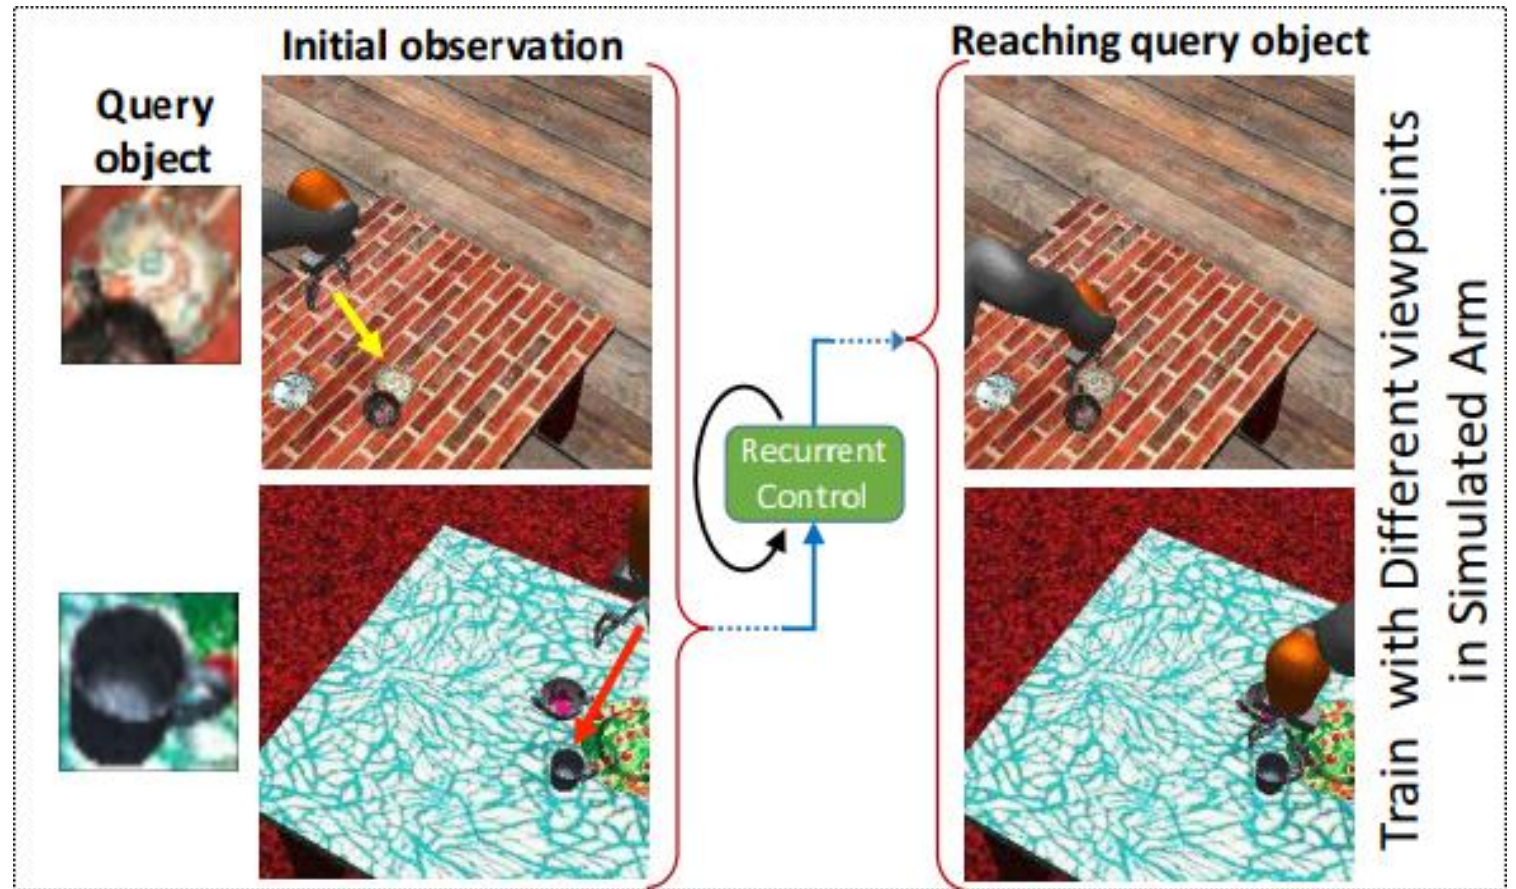 Initial observation
Reaching query object
Query
object
Recurrent
Control
Train with Different viewpoints
in Simulated Arm